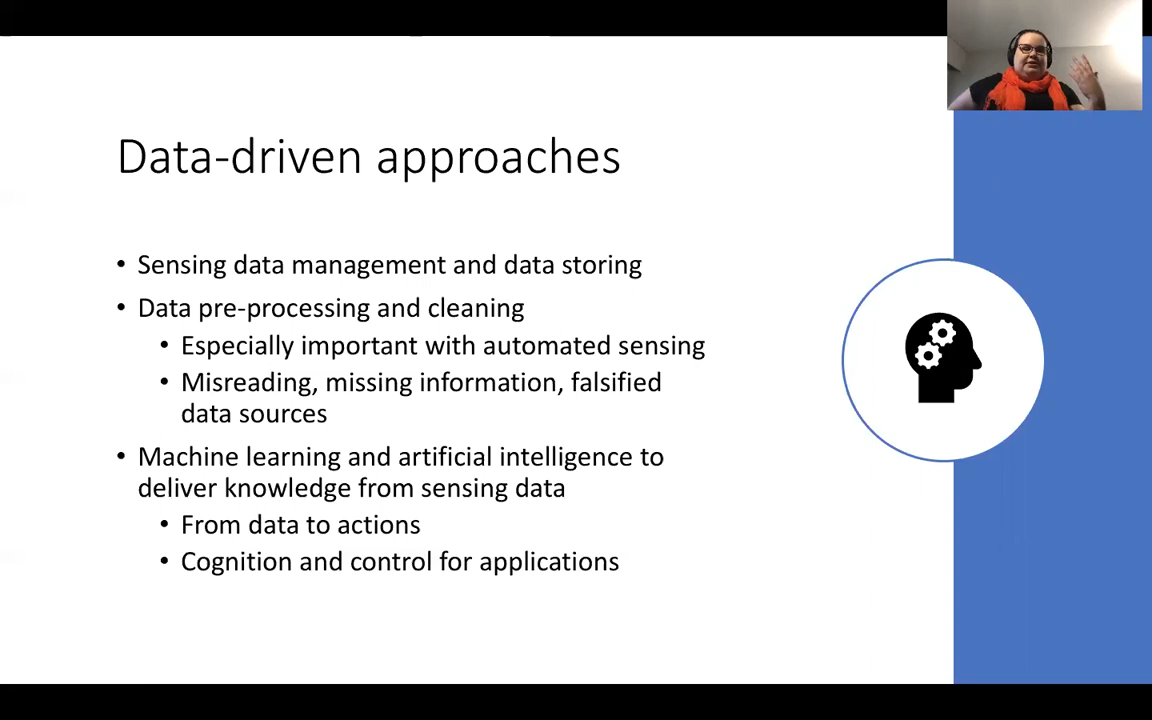 Data-driven approaches
• Sensing data management and data storing
• Data pre-processing and cleaning
• Especially important with automated sensing
• Misreading, missing information, falsified
data sources
• Machine learning and artificial intelligence to
deliver knowledge from sensing data
• From data to actions
• Cognition and control for applications